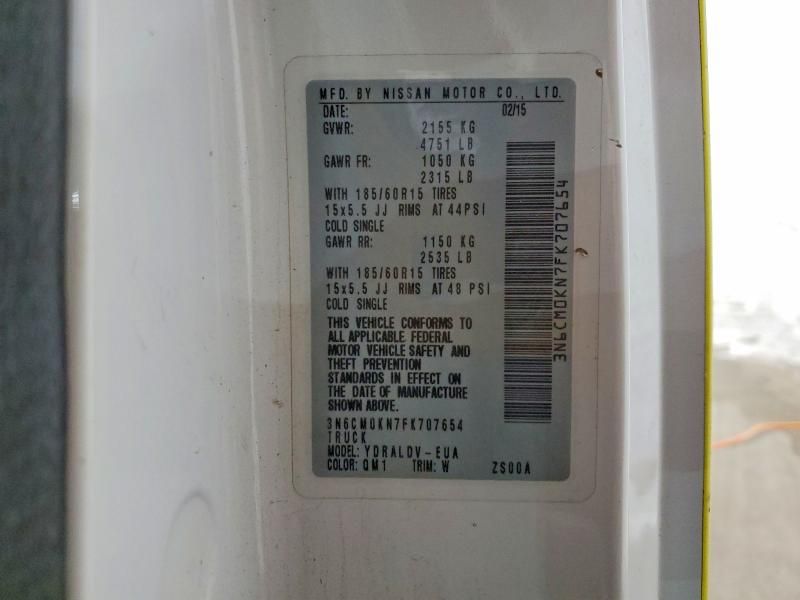 MFD. BY NISSAN MOTOR CO., LTD.
DATE: 02/15
GVWR: 2155 KG
4751 LB
GAWR FR: 1050 KG
2315 LB
WITH 185/60R15 TIRES
15x5.5 JJ RIMS AT 44PSI
COLD SINGLE
GAWR RR: 1150 KG
2535 LB
WITH 185/60R15 TIRES
15x5.5 JJ RIMS AT 48 PSI
COLD SINGLE
THIS VEHICLE CONFORMS TO
ALL APPLICABLE FEDERAL
MOTOR VEHICLE SAFETY AND
THEFT PREVENTION
STANDARDS IN EFFECT ON
THE DATE OF MANUFACTURE
SHOWN ABOVE.
3N6CM0KN7FK707654
TRUCK
MODEL: YDRALDV-EUA
COLOR: QM1 TRIM: W ZS00A
3N6CM0KN7FK707654